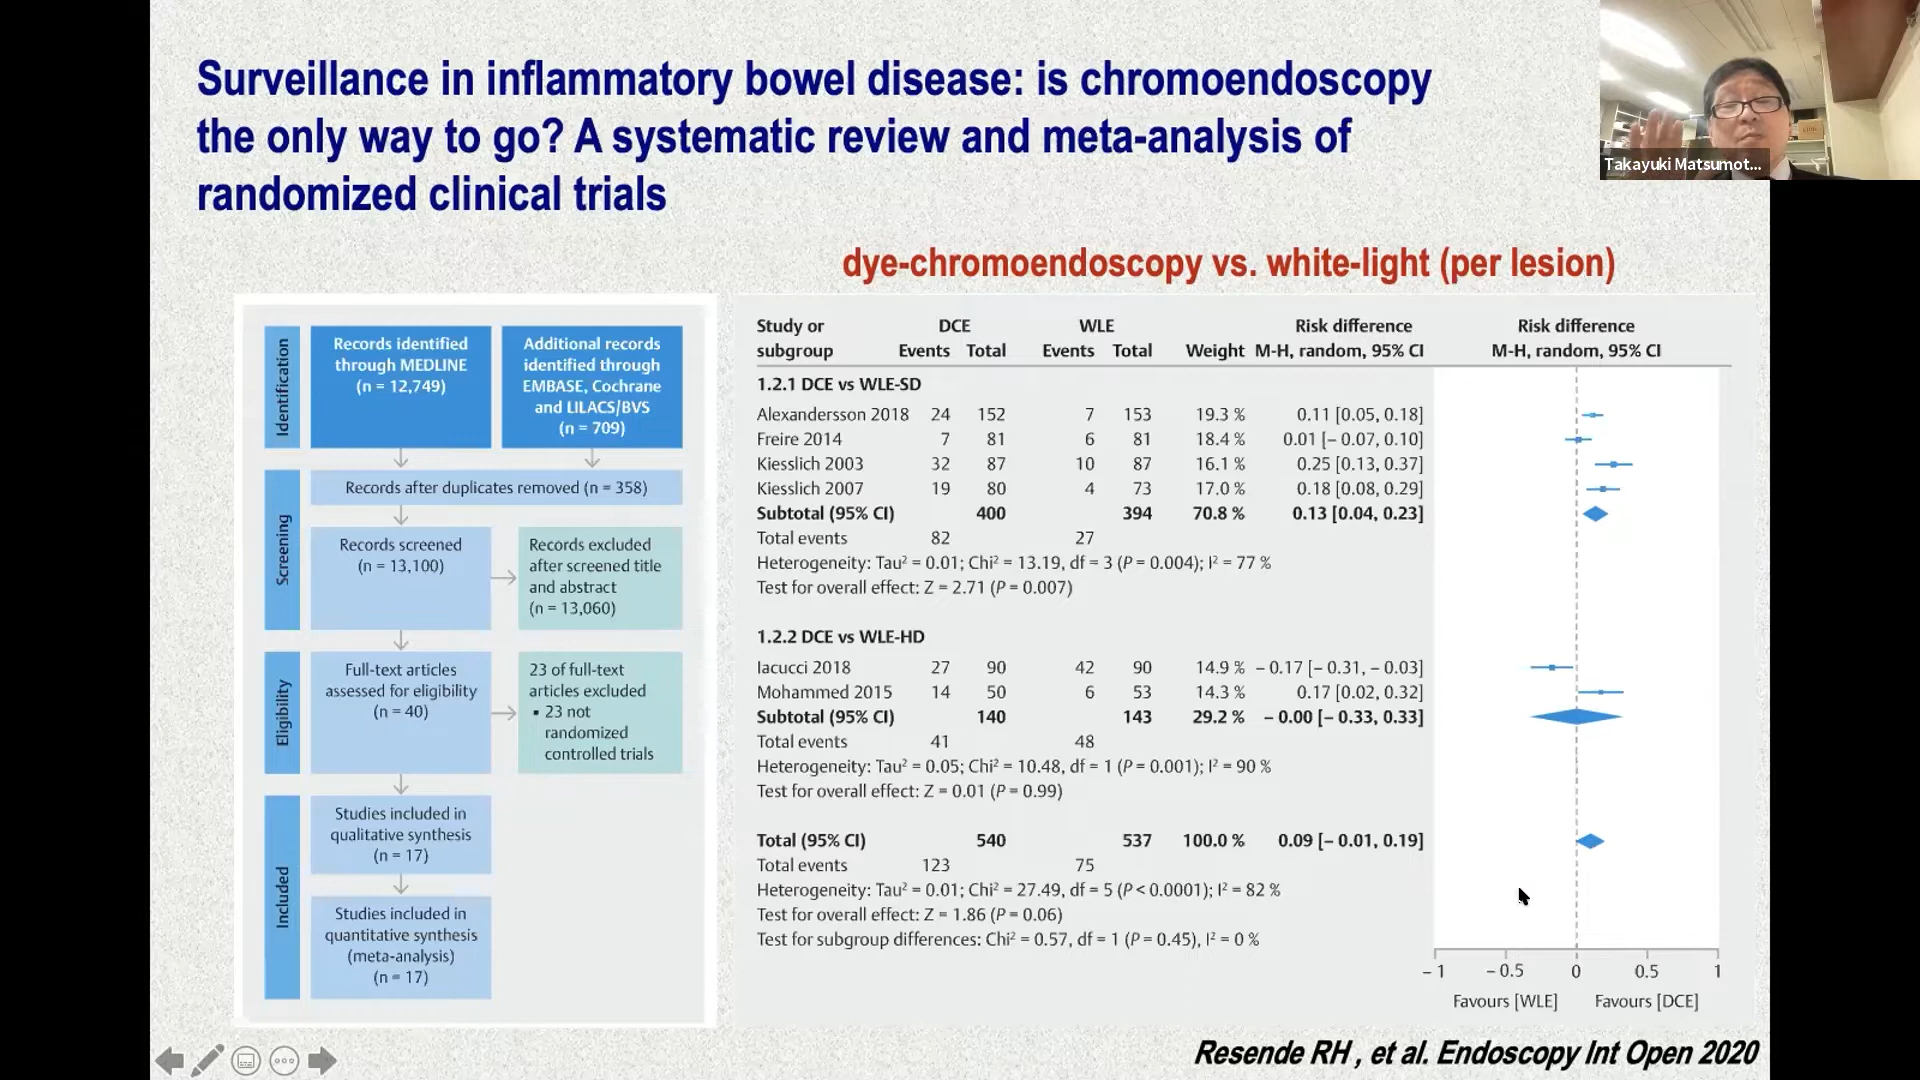 Surveillance in inflammatory bowel disease: is chromoendoscopy
the only way to go? A systematic review and meta-analysis of
randomized clinical trials
Takayuki Matsumot...
dye-chromoendoscopy vs. white-light (per lesion)
Identification
Records identified
through MEDLINE
(n = 12,749)
Additional records
identified through
EMBASE, Cochrane
and LILACS/BVS
(n = 709)
Screening
Records after duplicates removed (n = 358)
Records screened
(n = 13,100)
Records excluded
after screened title
and abstract
(n = 13,060)
Eligibility
Full-text articles
assessed for eligibility
(n = 40)
23 of full-text
articles excluded
▪ 23 not
randomized
controlled trials
Included
Studies included in
qualitative synthesis
(n = 17)
Studies included in
quantitative synthesis
(meta-analysis)
(n = 17)
Study or DCE WLE Risk difference Risk difference
subgroup Events Total Events Total Weight M-H, random, 95% CI M-H, random, 95% CI
1.2.1 DCE vs WLE-SD
Alexandersson 2018 24 152 7 153 19.3 % 0.11 [0.05, 0.18]
Freire 2014 7 81 6 81 18.4 % 0.01 [– 0.07, 0.10]
Kiesslich 2003 32 87 10 87 16.1 % 0.25 [0.13, 0.37]
Kiesslich 2007 19 80 4 73 17.0 % 0.18 [0.08, 0.29]
Subtotal (95% CI) 400 394 70.8 % 0.13 [0.04, 0.23]
Total events 82 27
Heterogeneity: Tau² = 0.01; Chi² = 13.19, df = 3 (P = 0.004); I² = 77 %
Test for overall effect: Z = 2.71 (P = 0.007)
1.2.2 DCE vs WLE-HD
Iacucci 2018 27 90 42 90 14.9 % – 0.17 [– 0.31, – 0.03]
Mohammed 2015 14 50 6 53 14.3 % 0.17 [0.02, 0.32]
Subtotal (95% CI) 140 143 29.2 % – 0.00 [– 0.33, 0.33]
Total events 41 48
Heterogeneity: Tau² = 0.05; Chi² = 10.48, df = 1 (P = 0.001); I² = 90 %
Test for overall effect: Z = 0.01 (P = 0.99)
Total (95% CI) 540 537 100.0 % 0.09 [– 0.01, 0.19]
Total events 123 75
Heterogeneity: Tau² = 0.01; Chi² = 27.49, df = 5 (P < 0.0001); I² = 82 %
Test for overall effect: Z = 1.86 (P = 0.06)
Test for subgroup differences: Chi² = 0.57, df = 1 (P = 0.45), I² = 0 %
– 1 – 0.5 0 0.5 1
Favours [WLE] Favours [DCE]
Resende RH , et al. Endoscopy Int Open 2020